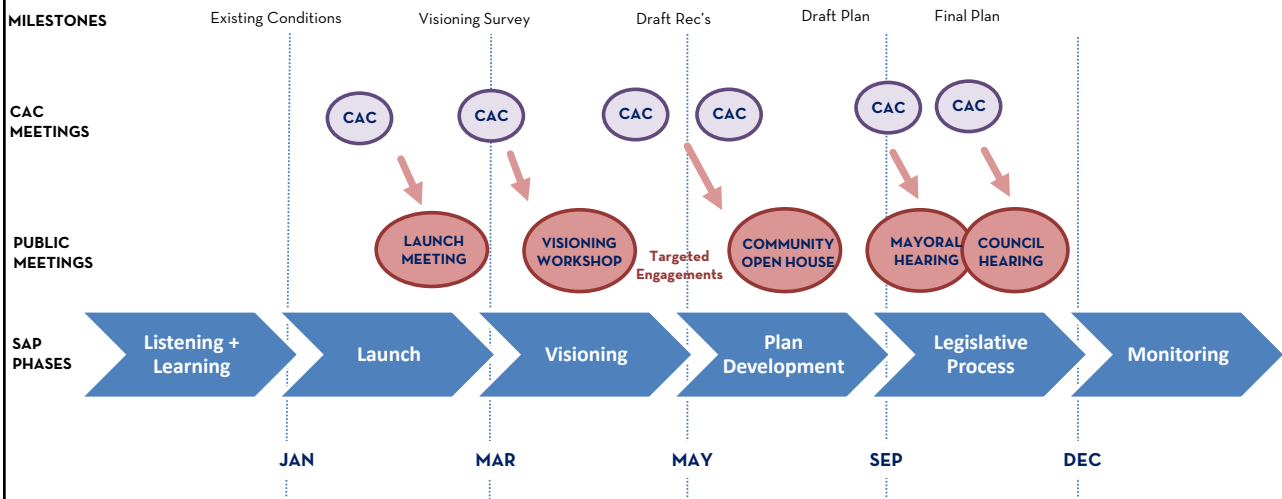 MILESTONES
Existing Conditions
Visioning Survey
Draft Rec's
Draft Plan
Final Plan
CAC
MEETINGS
CAC
CAC
CAC
CAC
CAC
CAC
PUBLIC
MEETINGS
LAUNCH
MEETING
VISIONING
WORKSHOP
Targeted
Engagements
COMMUNITY
OPEN HOUSE
MAYORAL
HEARING
COUNCIL
HEARING
SAP
PHASES
Listening +
Learning
Launch
Visioning
Plan
Development
Legislative
Process
Monitoring
JAN
MAR
MAY
SEP
DEC